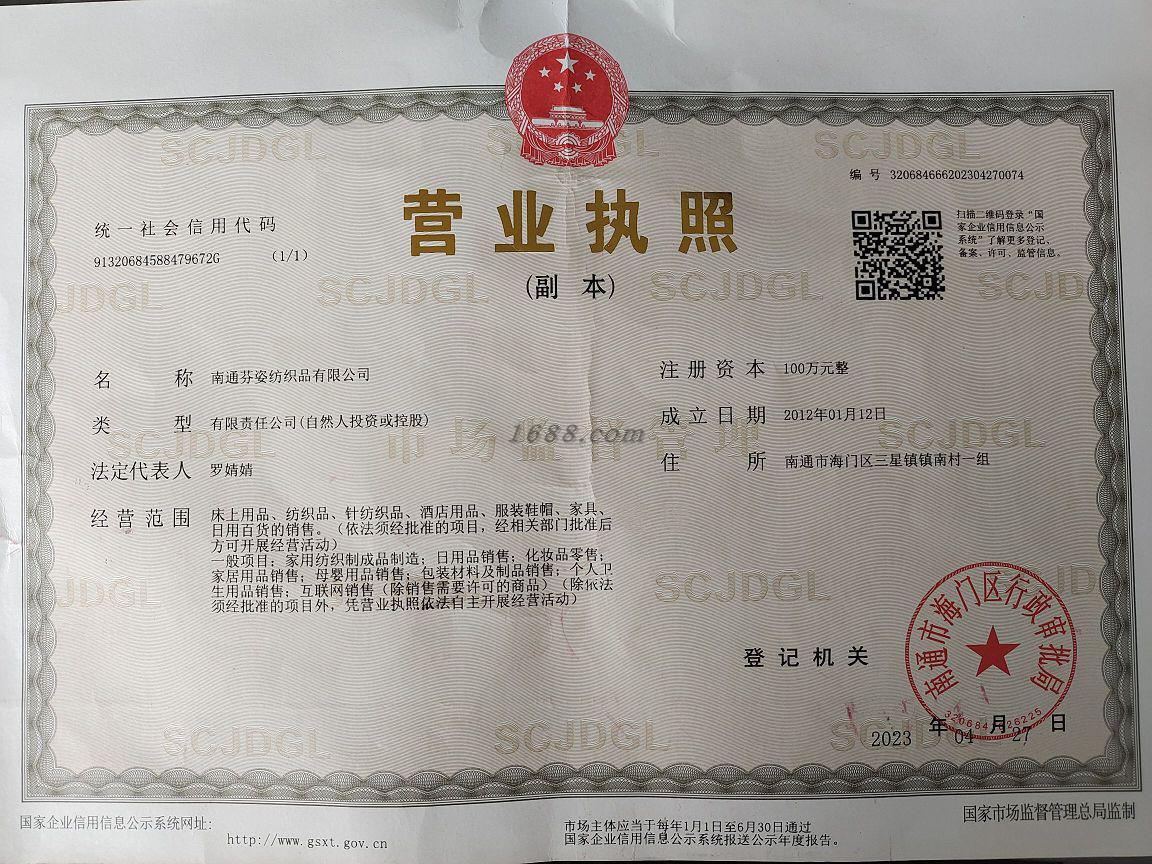 SCJDGL
SCJDGL
编号 320684666202304270074
统一社会信用代码
91320684588479672G (1/1)
营业执照
(副 本)
扫描二维码登录“国
家企业信用信息公示
系统”了解更多登记、
备案、许可、监管信息。
SCJDGL
SCJDGL
名 称 南通芬姿纺织品有限公司
类 型 有限责任公司(自然人投资或控股)
法定代表人 罗婧婧
经营范围 床上用品、纺织品、针纺织品、酒店用品、服装鞋帽、家具、
日用百货的销售。（依法须经批准的项目，经相关部门批准后
方可开展经营活动）
一般项目：家用纺织制成品制造；日用品销售；化妆品零售；
家居用品销售；母婴用品销售；包装材料及制品销售；个人卫
生用品销售；互联网销售（除销售需要许可的商品）（除依法
须经批准的项目外，凭营业执照依法自主开展经营活动）
注册资本 100万元整
成立日期 2012年01月12日
住 所 南通市海门区三星镇镇南村一组
SCJDGL
市场监督管理
1688.com
SCJDGL
SCJDGL
登记机关
南通市海门区行政审批局
2023 年 04 月 27 日
SCJDGL
SCJDGL
国家企业信用信息公示系统网址:
http://www.gsxt.gov.cn
市场主体应当于每年1月1日至6月30日通过
国家企业信用信息公示系统报送公示年度报告。
国家市场监督管理总局监制